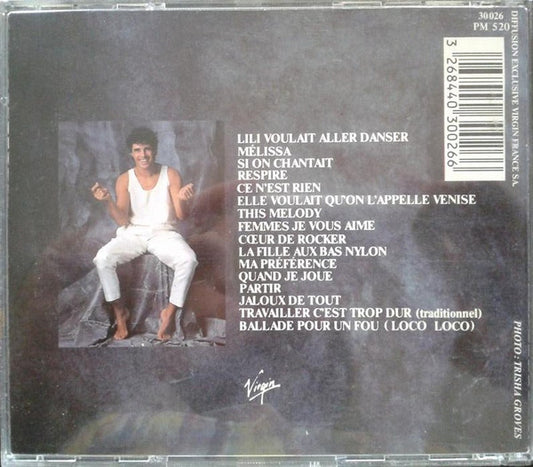 30026
PM 520
3 268440 300266
DIFFUSION EXCLUSIVE VIRGIN FRANCE S.A.
LILI VOULAIT ALLER DANSER
MÉLISSA
SI ON CHANTAIT
RESPIRE
CE N'EST RIEN
ELLE VOULAIT QU'ON L'APPELLE VENISE
THIS MELODY
FEMMES JE VOUS AIME
CŒUR DE ROCKER
LA FILLE AUX BAS NYLON
MA PRÉFÉRENCE
QUAND JE JOUE
PARTIR
JALOUX DE TOUT
TRAVAILLER C'EST TROP DUR (traditionnel)
BALLADE POUR UN FOU (LOCO LOCO)
PHOTO: TRISHA GROVES
Virgin